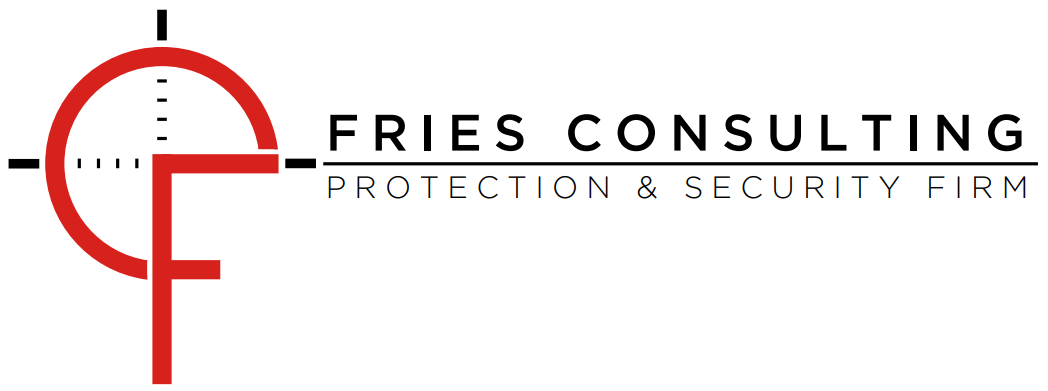 FRIES CONSULTING
PROTECTION & SECURITY FIRM